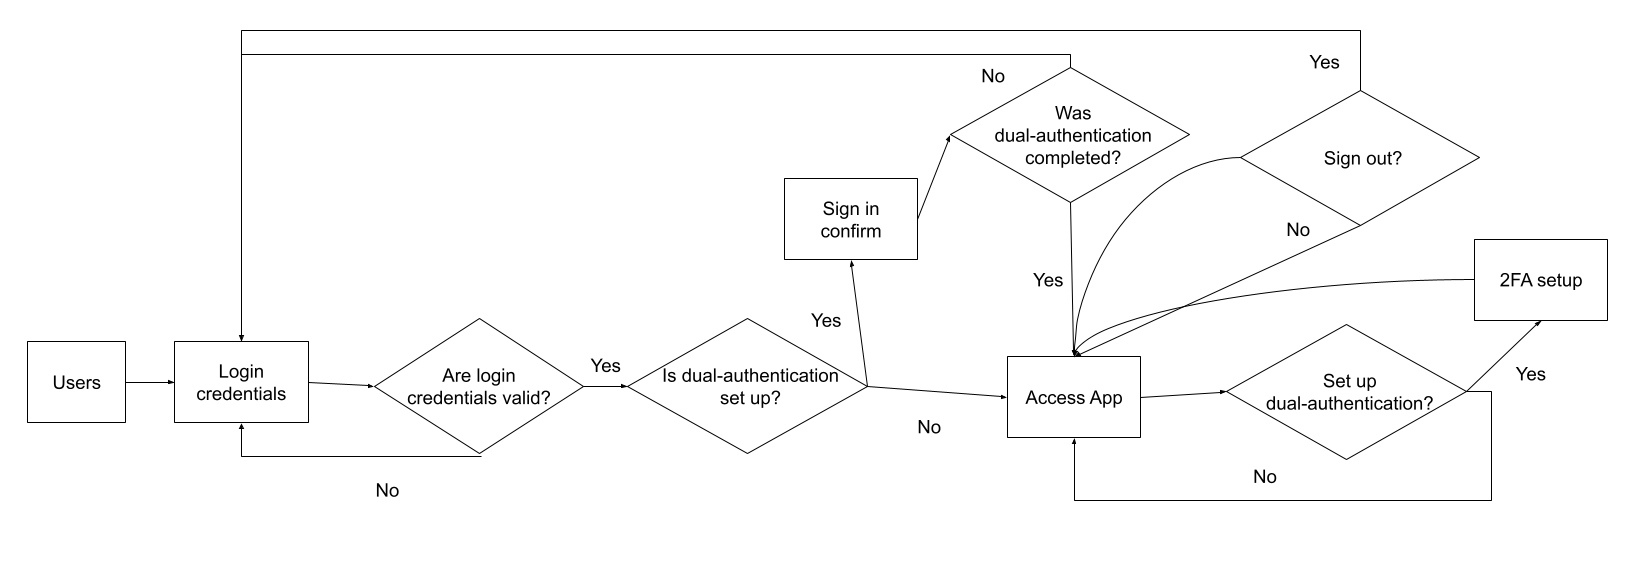 Users
Login
credentials
Are login
credentials valid?
No
Yes
Is dual-authentication
set up?
Yes
No
Sign in
confirm
No
Was
dual-authentication
completed?
Yes
Access App
Yes
Sign out?
No
Set up
dual-authentication?
Yes
No
2FA setup